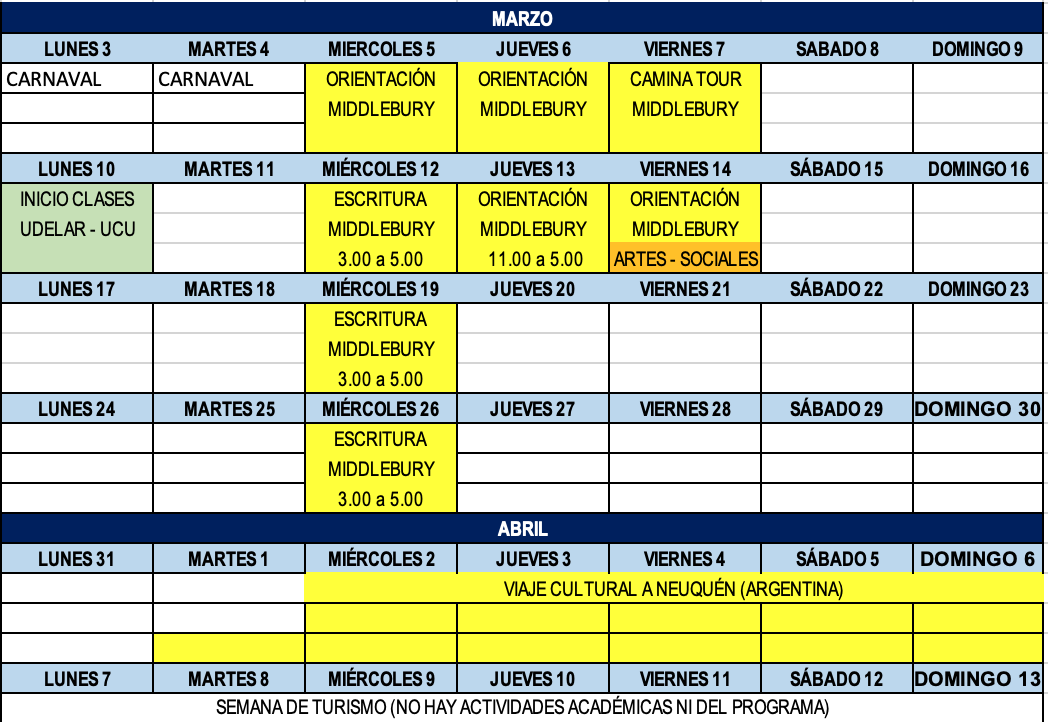 MARZO
LUNES 3 MARTES 4 MIERCOLES 5 JUEVES 6 VIERNES 7 SABADO 8 DOMINGO 9
CARNAVAL CARNAVAL ORIENTACIÓN ORIENTACIÓN CAMINA TOUR
MIDDLEBURY MIDDLEBURY MIDDLEBURY
LUNES 10 MARTES 11 MIÉRCOLES 12 JUEVES 13 VIERNES 14 SÁBADO 15 DOMINGO 16
INICIO CLASES ESCRITURA ORIENTACIÓN ORIENTACIÓN
UDELAR - UCU MIDDLEBURY MIDDLEBURY MIDDLEBURY
3.00 a 5.00 11.00 a 5.00 ARTES - SOCIALES
LUNES 17 MARTES 18 MIÉRCOLES 19 JUEVES 20 VIERNES 21 SÁBADO 22 DOMINGO 23
ESCRITURA
MIDDLEBURY
3.00 a 5.00
LUNES 24 MARTES 25 MIÉRCOLES 26 JUEVES 27 VIERNES 28 SÁBADO 29 DOMINGO 30
ESCRITURA
MIDDLEBURY
3.00 a 5.00
ABRIL
LUNES 31 MARTES 1 MIÉRCOLES 2 JUEVES 3 VIERNES 4 SÁBADO 5 DOMINGO 6
VIAJE CULTURAL A NEUQUÉN (ARGENTINA)
LUNES 7 MARTES 8 MIÉRCOLES 9 JUEVES 10 VIERNES 11 SÁBADO 12 DOMINGO 13
SEMANA DE TURISMO (NO HAY ACTIVIDADES ACADÉMICAS NI DEL PROGRAMA)